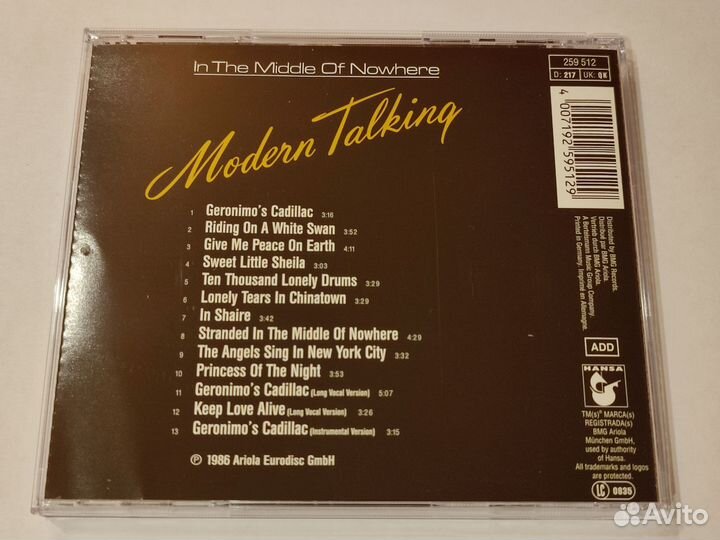 In The Middle Of Nowhere
Modern Talking
1 Geronimo's Cadillac 3:16
2 Riding On A White Swan 3:52
3 Give Me Peace On Earth 4:11
4 Sweet Little Sheila 3:03
5 Ten Thousand Lonely Drums 3:29
6 Lonely Tears In Chinatown 3:29
7 In Shaire 3:42
8 Stranded In The Middle Of Nowhere 4:29
9 The Angels Sing In New York City 3:32
10 Princess Of The Night 3:53
11 Geronimo's Cadillac (Long Vocal Version) 5:07
12 Keep Love Alive (Long Vocal Version) 3:26
13 Geronimo's Cadillac (Instrumental Version) 3:15
℗ 1986 Ariola Eurodisc GmbH
259 512
D: 217 UK: QK
4 007192 595129
Distributed by BMG Records.
Distribué par BMG Ariola.
Vertrieb durch BMG Ariola.
A Bertelsmann Music Group Company.
Printed in Germany. Imprimé en Allemagne.
ADD
HANSA
TM(s)® MARCA(S)
REGISTRADA(S)
BMG Ariola
München GmbH,
used by authority
of Hansa.
All trademarks and logos
are protected.
LC 0835
Avito